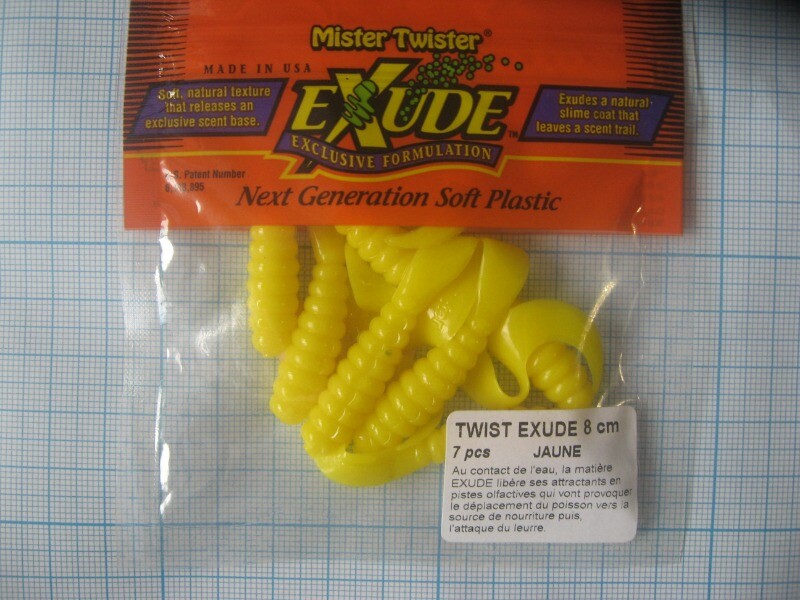 Mister Twister®
MADE IN USA
Soft, natural texture
that releases an
exclusive scent base.
EXUDE™
EXCLUSIVE FORMULATION
Exudes a natural
slime coat that
leaves a scent trail.
Patent Number
Next Generation Soft Plastic
TWIST EXUDE 8 cm
7 pcs JAUNE
Au contact de l'eau, la matière
EXUDE libère ses attractants en
pistes olfactives qui vont provoquer
le déplacement du poisson vers la
source de nourriture puis,
l'attaque du leurre.